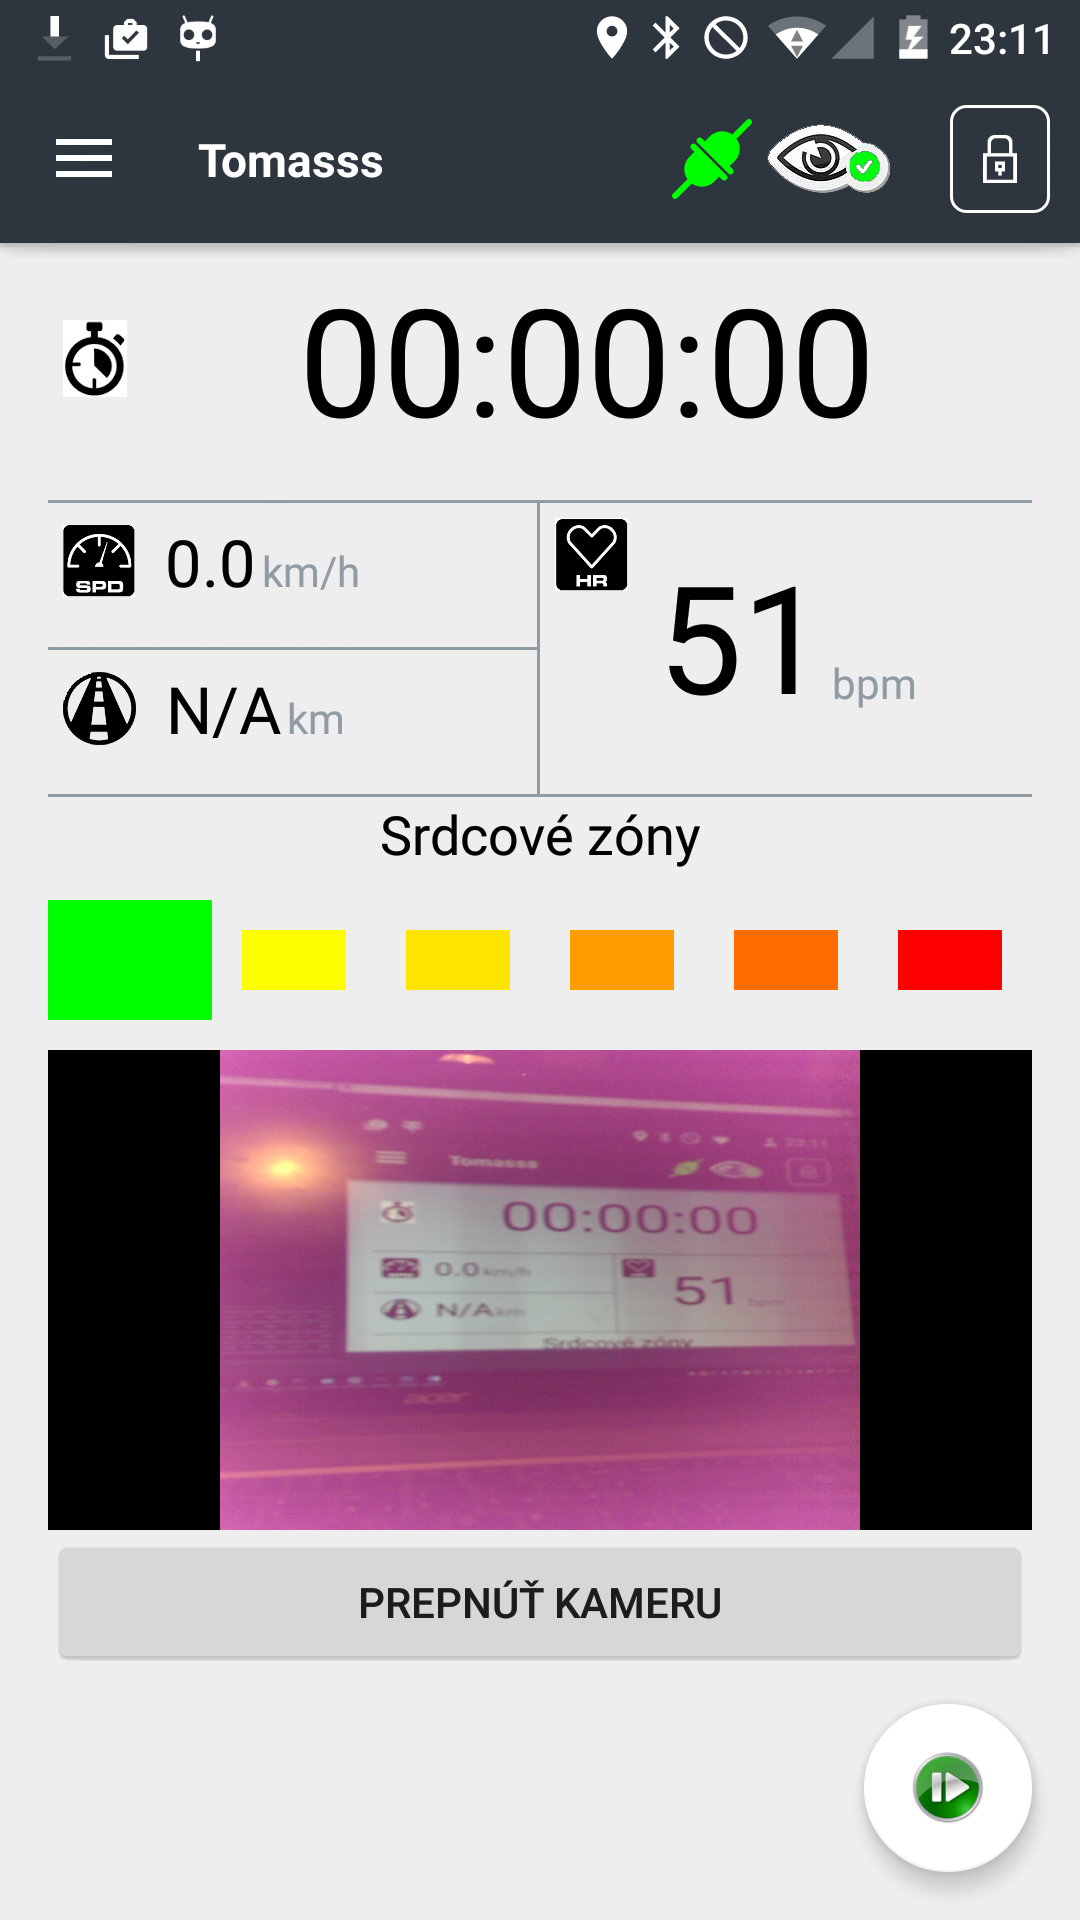 23:11
Tomasss
00:00:00
SPD
0.0 km/h
HR
51 bpm
N/A km
Srdcové zóny
Tomasss
00:00:00
0.0 km/h
51 bpm
N/A km
Srdcové zóny
acer
PREPNÚŤ KAMERU